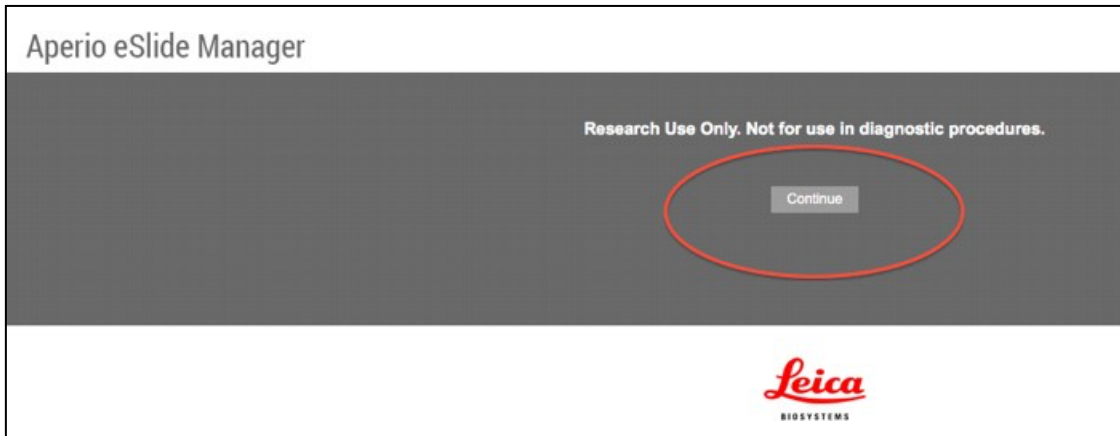 Aperio eSlide Manager
Research Use Only. Not for use in diagnostic procedures.
Continue
Leica
BIOSYSTEMS